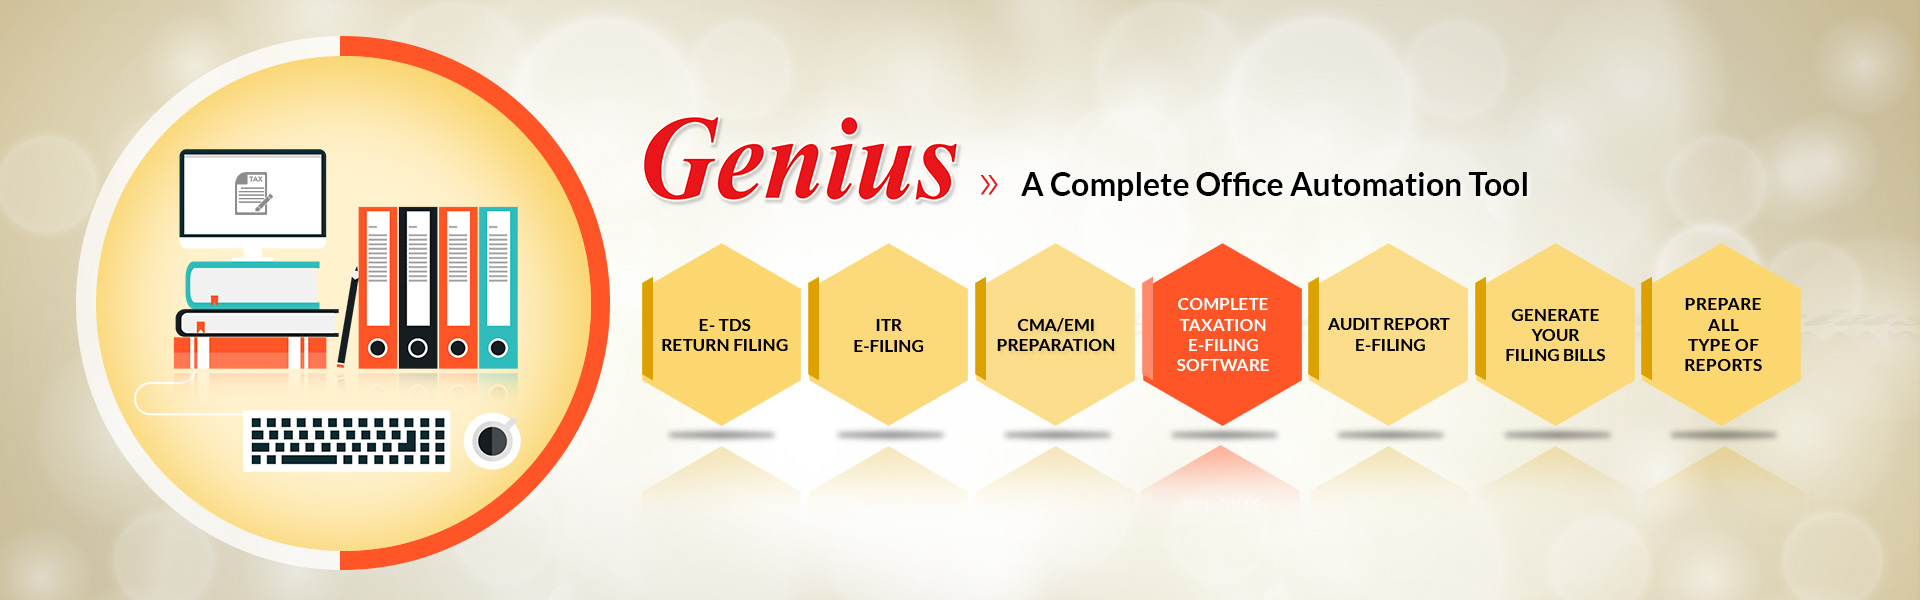 TAX
Genius
» A Complete Office Automation Tool
E- TDS
RETURN FILING
ITR
E-FILING
CMA/EMI
PREPARATION
COMPLETE
TAXATION
E-FILING
SOFTWARE
AUDIT REPORT
E-FILING
GENERATE
YOUR
FILING BILLS
PREPARE
ALL
TYPE OF
REPORTS